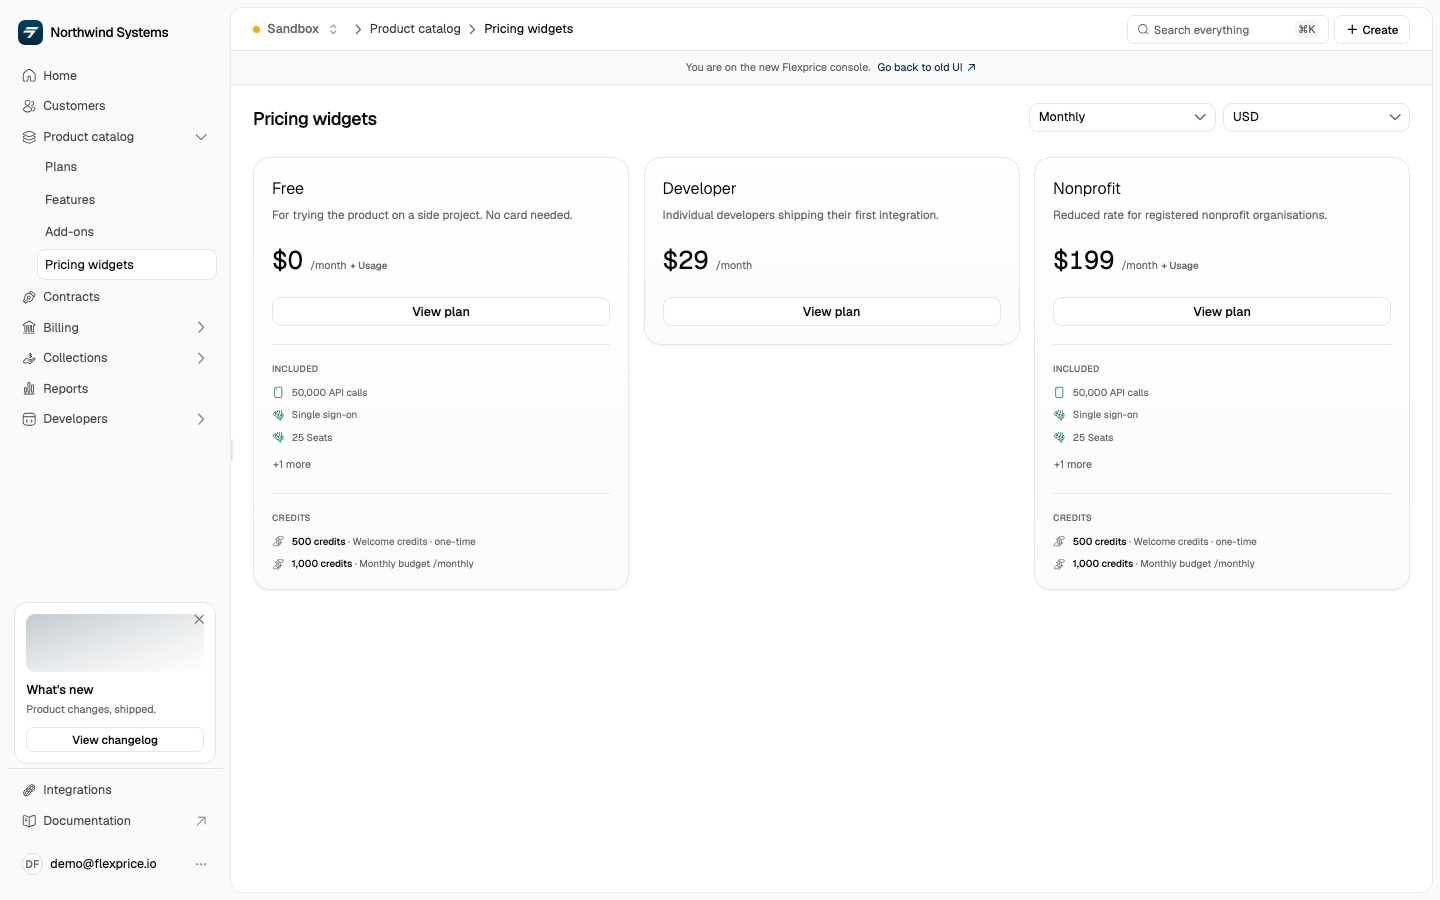 Northwind Systems
Home
Customers
Product catalog
Plans
Features
Add-ons
Pricing widgets
Contracts
Billing
Collections
Reports
Developers
What's new
Product changes, shipped.
View changelog
Integrations
Documentation
DF demo@flexprice.io
Sandbox Product catalog Pricing widgets
Search everything ⌘K
Create
You are on the new Flexprice console. Go back to old UI
Pricing widgets
Monthly
USD
Free
For trying the product on a side project. No card needed.
$0 /month + Usage
View plan
INCLUDED
50,000 API calls
Single sign-on
25 Seats
+1 more
CREDITS
500 credits · Welcome credits · one-time
1,000 credits · Monthly budget /monthly
Developer
Individual developers shipping their first integration.
$29 /month
View plan
Nonprofit
Reduced rate for registered nonprofit organisations.
$199 /month + Usage
View plan
INCLUDED
50,000 API calls
Single sign-on
25 Seats
+1 more
CREDITS
500 credits · Welcome credits · one-time
1,000 credits · Monthly budget /monthly